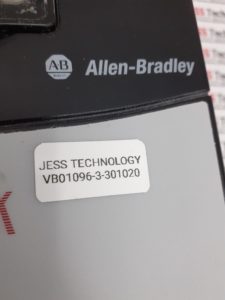 AB
Allen-Bradley
JESS TECHNOLOGY
VB01096-3-301020